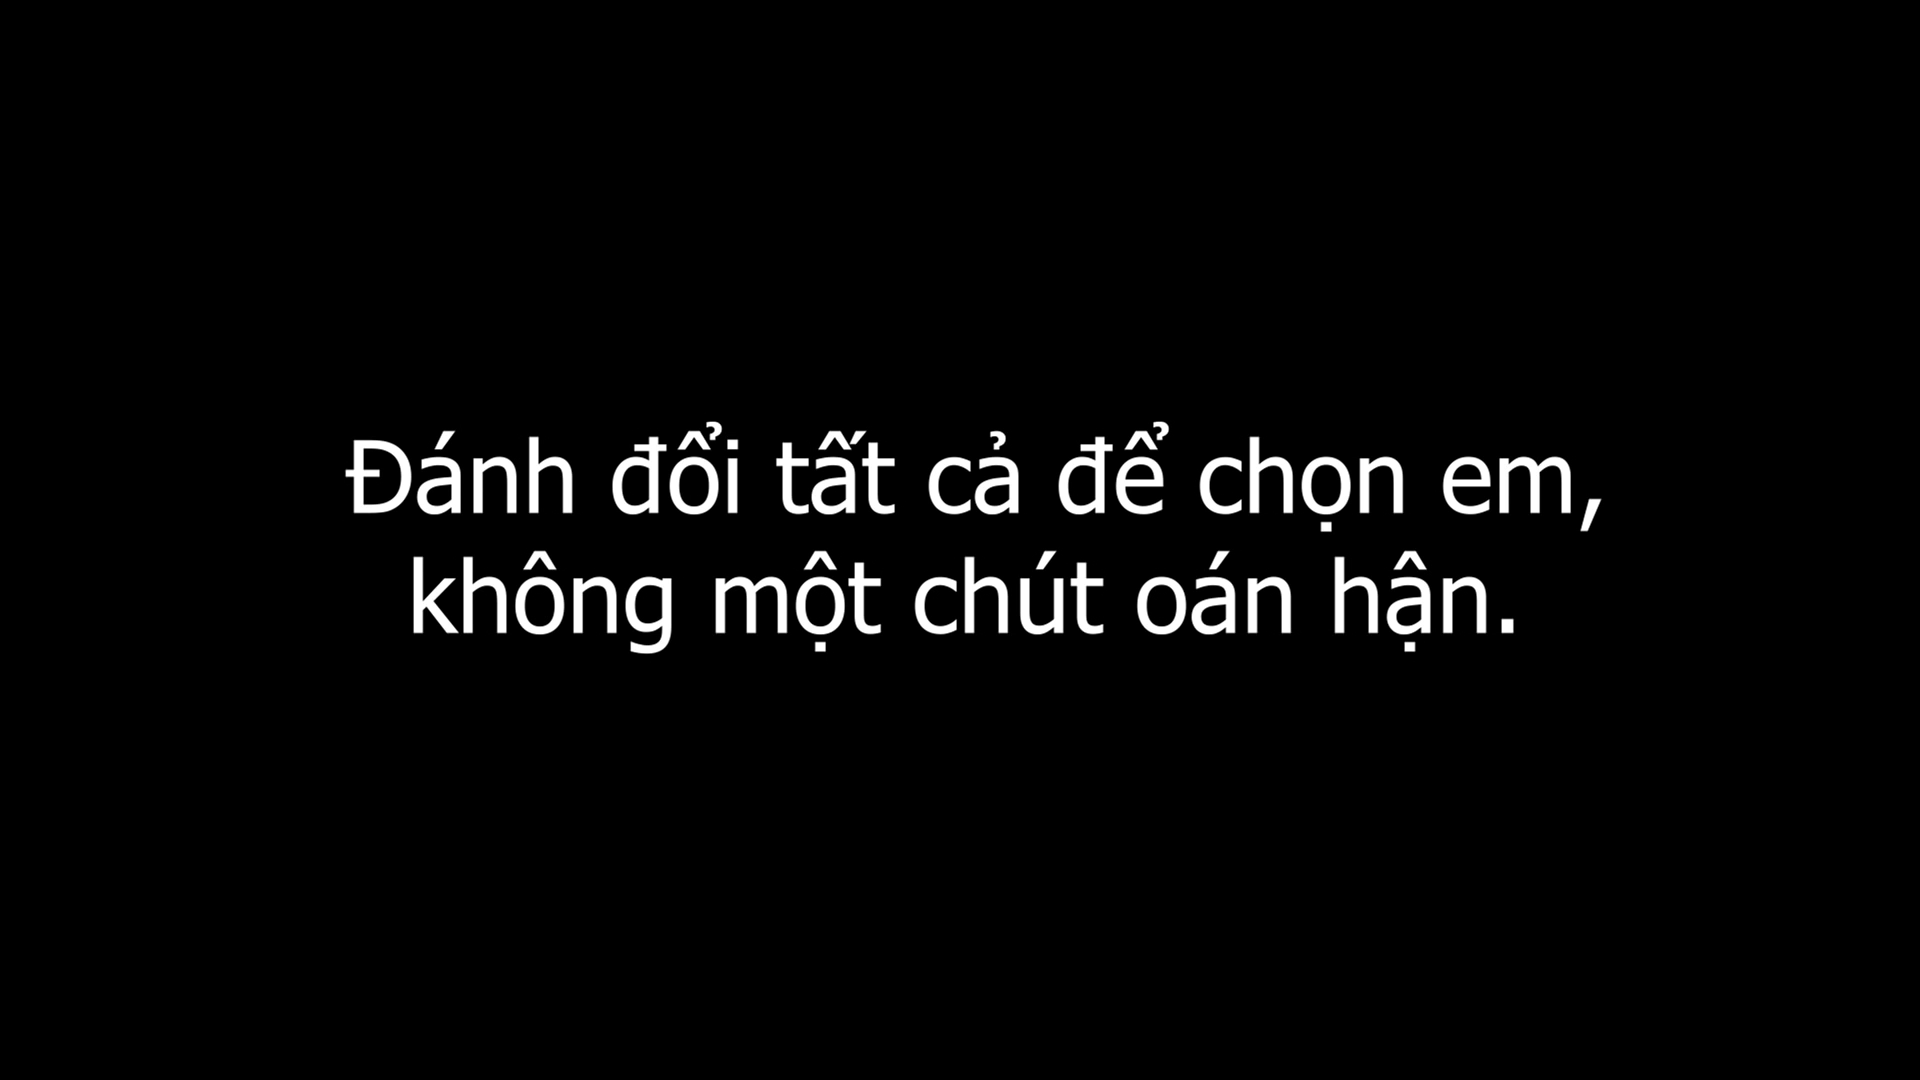 Đánh đổi tất cả để chọn em,
không một chút oán hận.